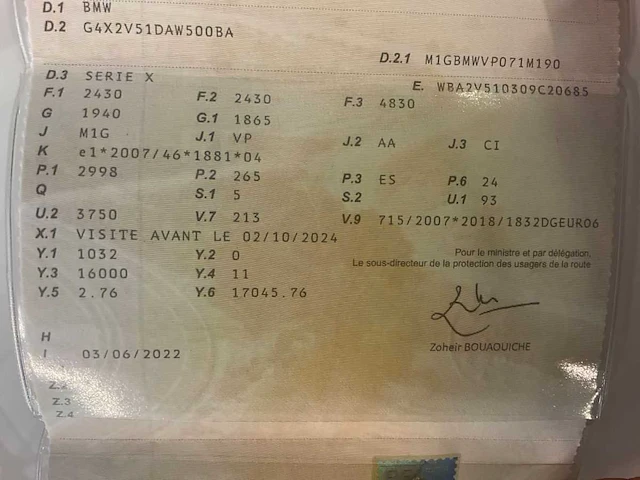 D.1 BMW
D.2 G4X2V51DAW500BA
D.2.1 M1GBMWVP071M190
D.3 SERIE X
E. WBA2V510309C20685
F.1 2430 F.2 2430 F.3 4830
G 1940 G.1 1865
J M1G J.1 VP J.2 AA J.3 CI
K e1*2007/46*1881*04
P.1 2998 P.2 265 P.3 ES P.6 24
Q S.1 5 S.2 U.1 93
U.2 3750 V.7 213 V.9 715/2007*2018/1832DGEURO6
X.1 VISITE AVANT LE 02/10/2024
Y.1 1032 Y.2 0
Pour le ministre et par délégation,
Le sous-directeur de la protection des usagers de la route
Y.3 16000 Y.4 11
Y.5 2.76 Y.6 17045.76
Zoheir BOUAOUICHE
H
I 03/06/2022
Z.2
Z.3
Z.4